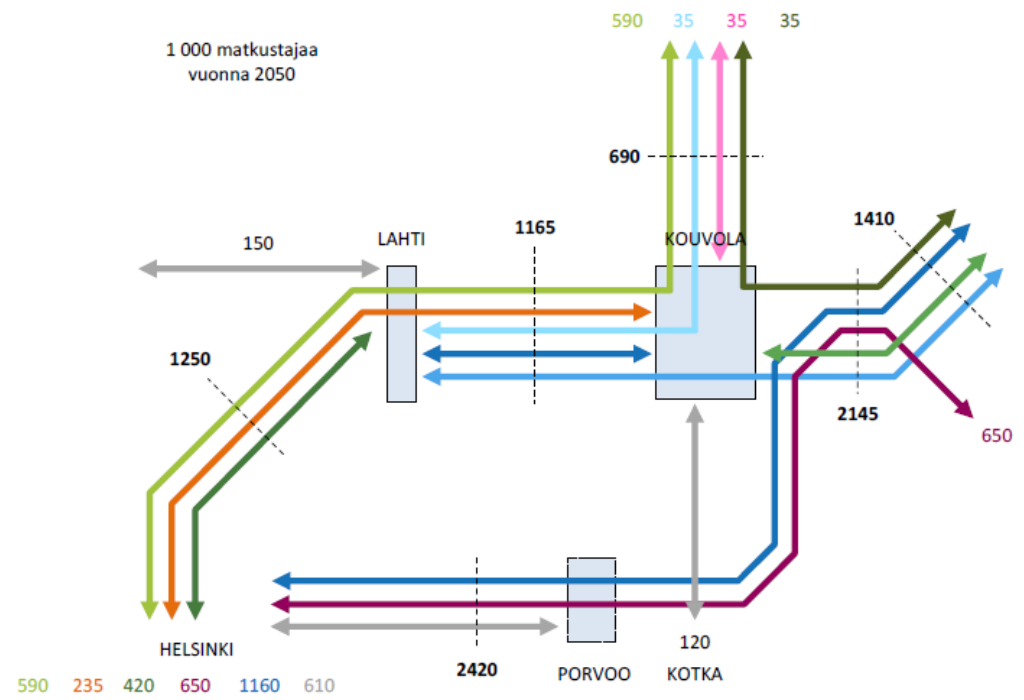 590 35 35 35
1 000 matkustajaa
vuonna 2050
690
1165
1410
150
LAHTI
KOUVOLA
1250
2145
650
HELSINKI
2420
PORVOO
120
KOTKA
590 235 420 650 1160 610